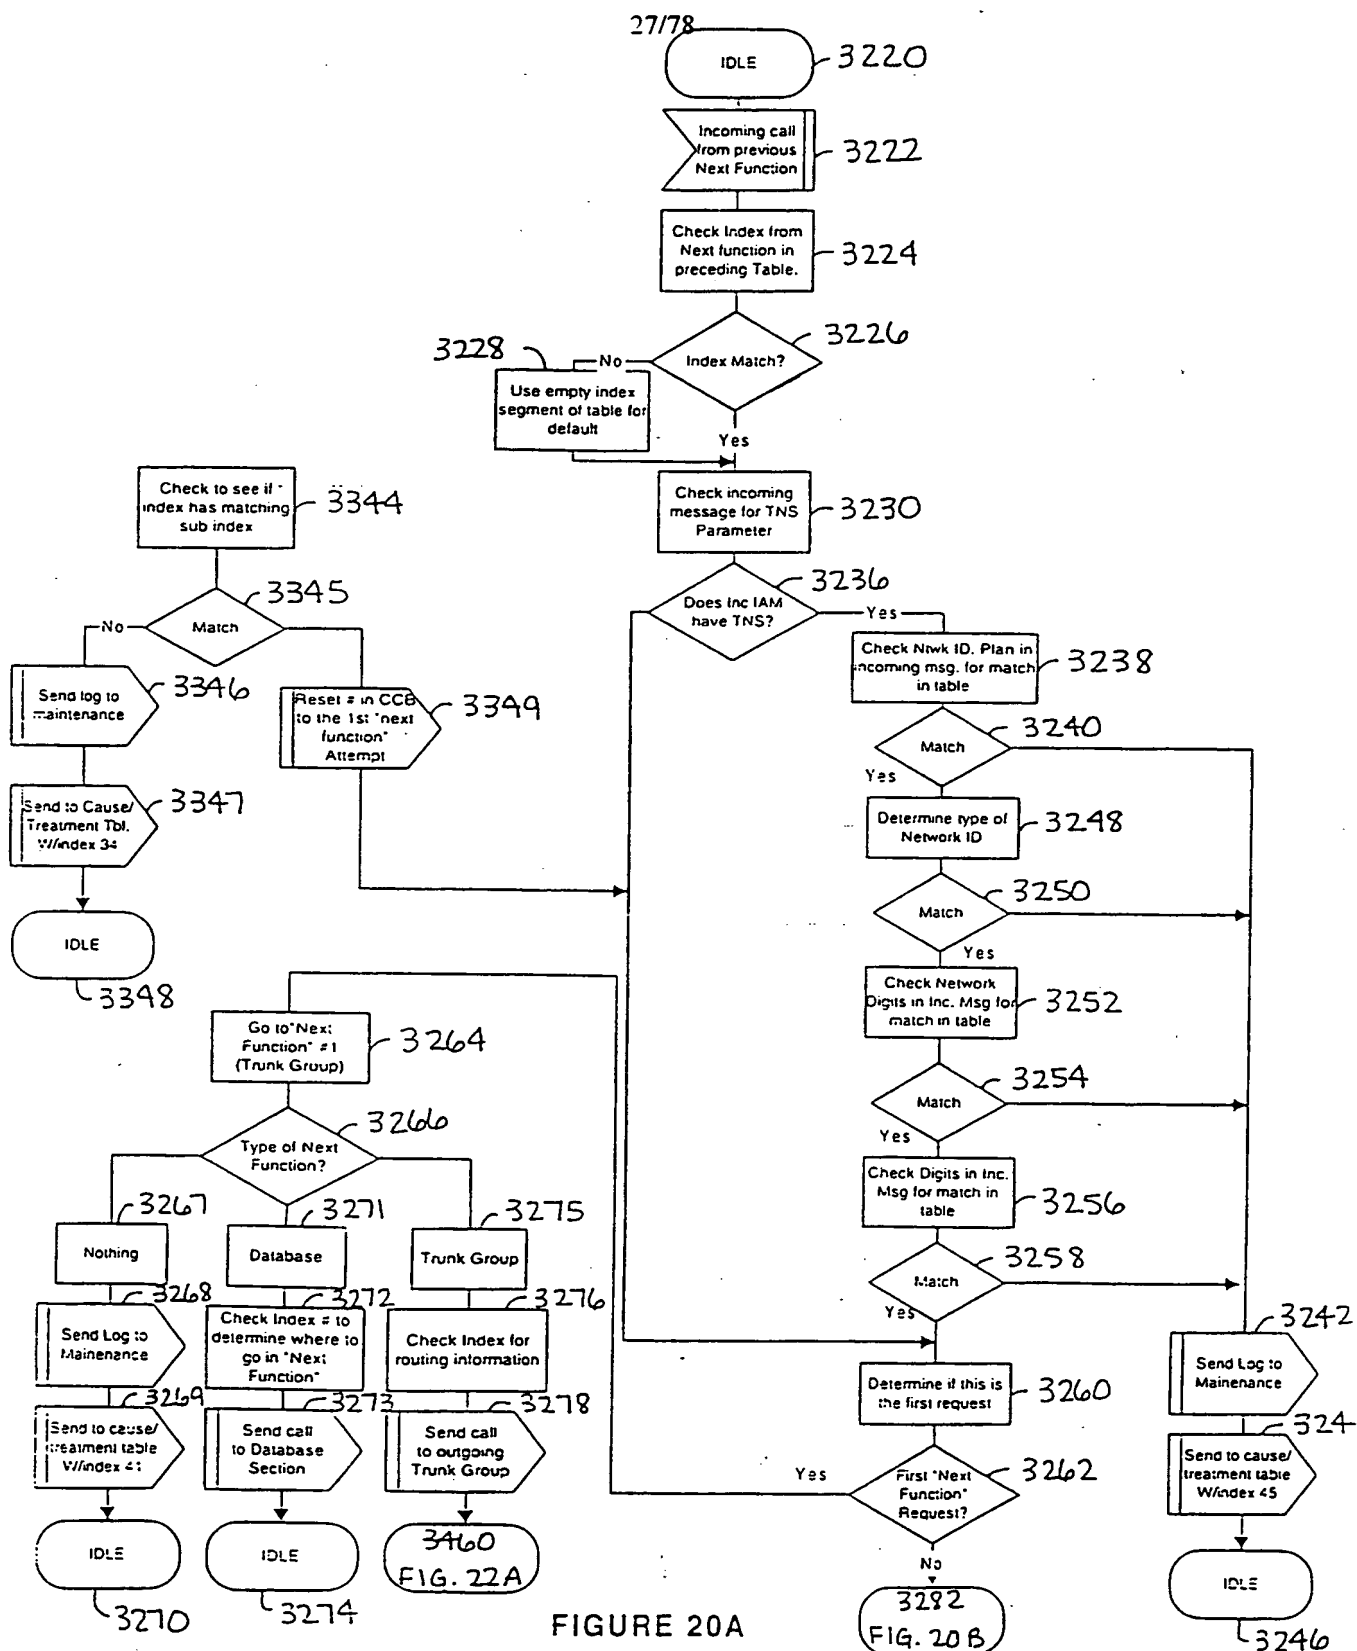 27/78
IDLE
3220
Incoming call
from previous
Next Function
3222
Check Index from
Next function in
preceding Table.
3224
Index Match?
3226
No
3228
Use empty index
segment of table for
default
Yes
Check incoming
message for TNS
Parameter
3230
Does Inc IAM
have TNS?
3236
Yes
Check Ntwk ID. Plan in
incoming msg. for match
in table
3238
Match
3240
Yes
Determine type of
Network ID
3248
Match
3250
Yes
Check Network
Digits in Inc. Msg for
match in table
3252
Match
3254
Yes
Check Digits in Inc.
Msg for match in
table
3256
Match
3258
Yes
Send Log to
Mainenance
3242
Send to cause/
treatment table
W/index 45
324
IDLE
3246
Determine if this is
the first request
3260
First "Next
Function"
Request?
3262
Yes
No
3282
FIG. 20B
Check to see if
index has matching
sub index
3344
Match
3345
No
Send log to
maintenance
3346
Send to Cause/
Treatment Tbl.
W/index 34
3347
IDLE
3348
Reset # in CCB
to the 1st "next
function"
Attempt
3349
Go to "Next
Function" #1
(Trunk Group)
3264
Type of Next
Function?
3266
3267
Nothing
3268
Send Log to
Mainenance
3269
Send to cause/
treatment table
W/index 41
IDLE
3270
3271
Database
3272
Check Index # to
determine where to
go in "Next
Function"
3273
Send call
to Database
Section
IDLE
3274
3275
Trunk Group
3276
Check Index for
routing information
3278
Send call
to outgoing
Trunk Group
3460
FIG. 22A
FIGURE 20A